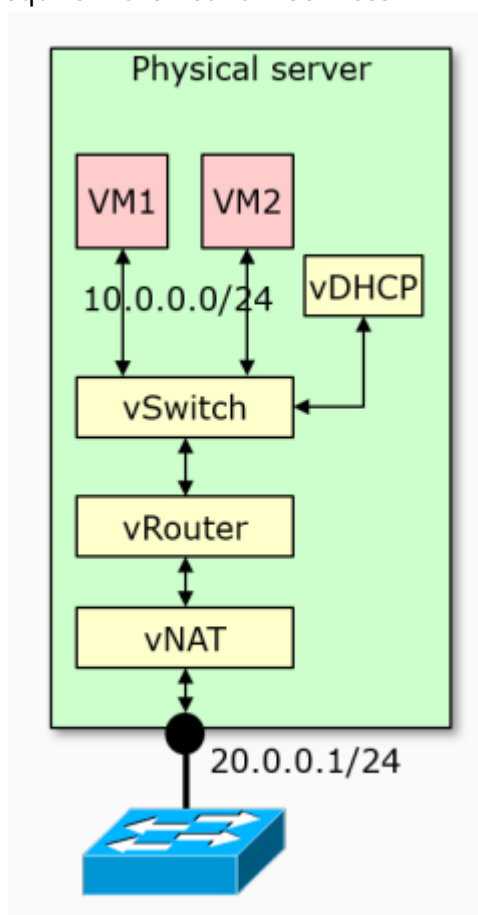 Physical server
VM1
VM2
10.0.0.0/24
vDHCP
vSwitch
vRouter
vNAT
20.0.0.1/24